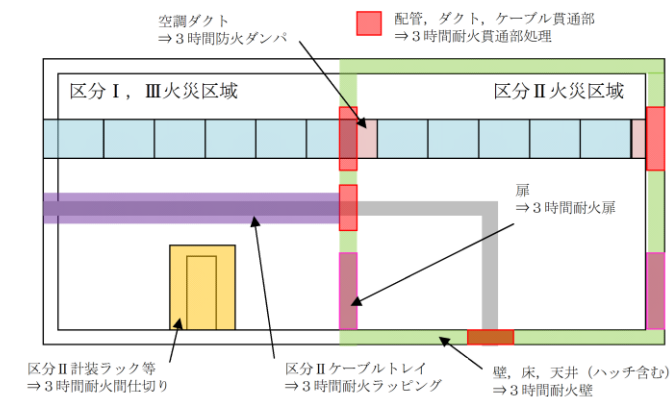 空調ダクト
⇒３時間防火ダンパ
配管，ダクト，ケーブル貫通部
⇒３時間耐火貫通部処理
区分Ⅰ，Ⅲ火災区域
区分Ⅱ火災区域
扉
⇒３時間耐火扉
区分Ⅱ計装ラック等
⇒３時間耐火間仕切り
区分Ⅱケーブルトレイ
⇒３時間耐火ラッピング
壁，床，天井（ハッチ含む）
⇒３時間耐火壁